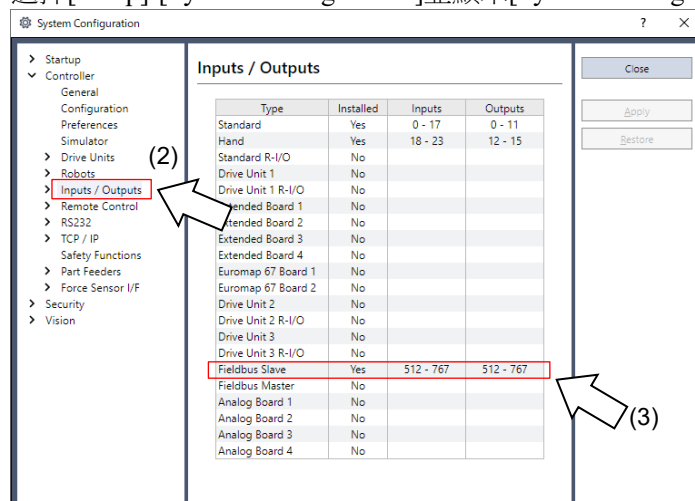 System Configuration ? ×
Startup
Controller
General
Configuration
Preferences
Simulator
Drive Units
Robots
Inputs / Outputs
Remote Control
RS232
TCP / IP
Safety Functions
Part Feeders
Force Sensor I/F
Security
Vision
(2)
Inputs / Outputs
Type Installed Inputs Outputs
Standard Yes 0 - 17 0 - 11
Hand Yes 18 - 23 12 - 15
Standard R-I/O No
Drive Unit 1 No
Drive Unit 1 R-I/O No
Extended Board 1 No
Extended Board 2 No
Extended Board 3 No
Extended Board 4 No
Euromap 67 Board 1 No
Euromap 67 Board 2 No
Drive Unit 2 No
Drive Unit 2 R-I/O No
Drive Unit 3 No
Drive Unit 3 R-I/O No
Fieldbus Slave Yes 512 - 767 512 - 767
Fieldbus Master No
Analog Board 1 No
Analog Board 2 No
Analog Board 3 No
Analog Board 4 No
(3)
Close
Apply
Restore